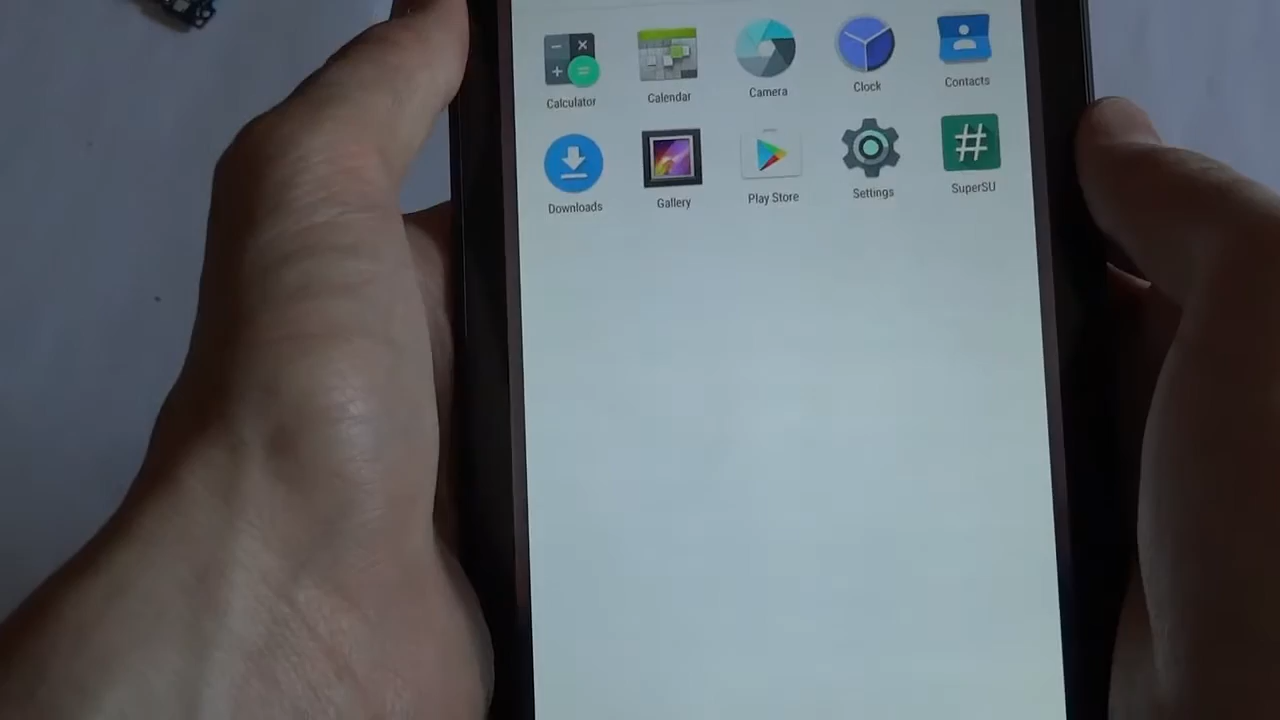 Calculator
Calendar
Camera
Clock
Contacts
Downloads
Gallery
Play Store
Settings
SuperSU